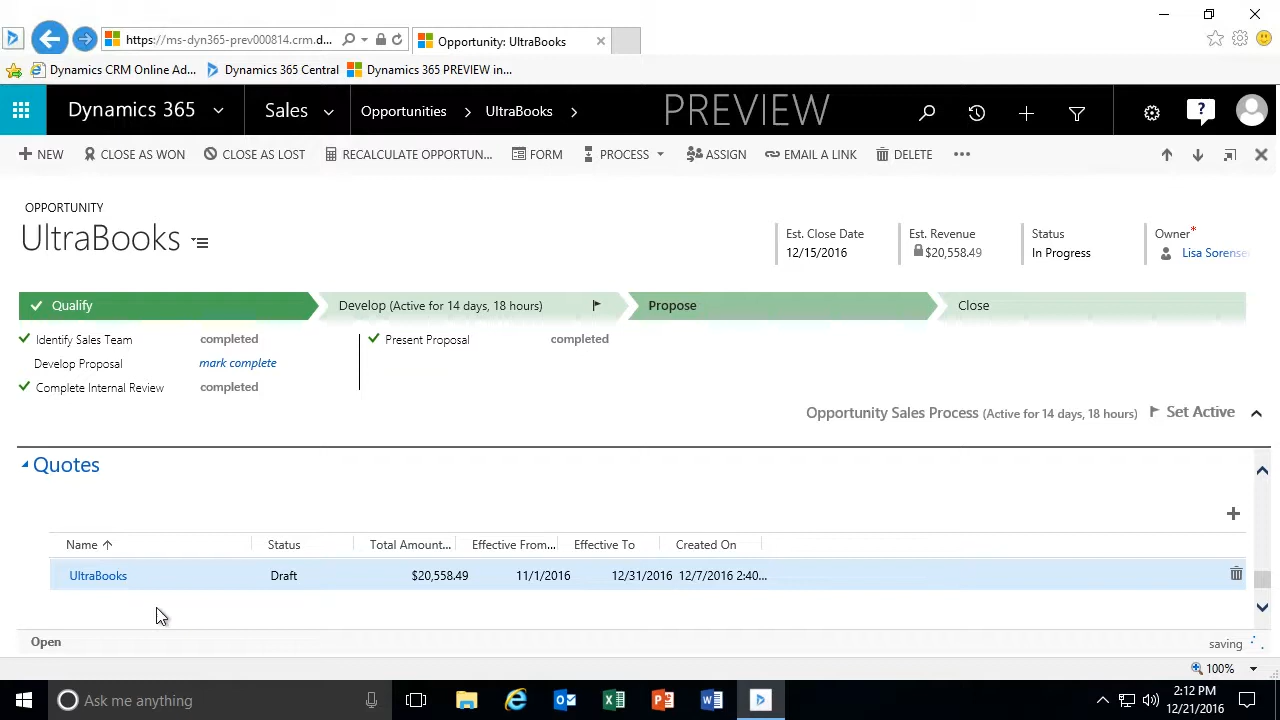 https://ms-dyn365-prev000814.crm.d...
Opportunity: UltraBooks
Dynamics CRM Online Ad...
Dynamics 365 Central
Dynamics 365 PREVIEW in...
Dynamics 365
Sales
Opportunities
UltraBooks
PREVIEW
?
NEW
CLOSE AS WON
CLOSE AS LOST
RECALCULATE OPPORTUN...
FORM
PROCESS
ASSIGN
EMAIL A LINK
DELETE
OPPORTUNITY
UltraBooks
Est. Close Date
12/15/2016
Est. Revenue
$20,558.49
Status
In Progress
Owner*
Lisa Sorense
Qualify
Develop (Active for 14 days, 18 hours)
Propose
Close
Identify Sales Team completed
Develop Proposal mark complete
Complete Internal Review completed
Present Proposal completed
Opportunity Sales Process (Active for 14 days, 18 hours)
Set Active
Quotes
Name Status Total Amount... Effective From... Effective To Created On
UltraBooks Draft $20,558.49 11/1/2016 12/31/2016 12/7/2016 2:40...
Open
saving
100%
Ask me anything
2:12 PM
12/21/2016